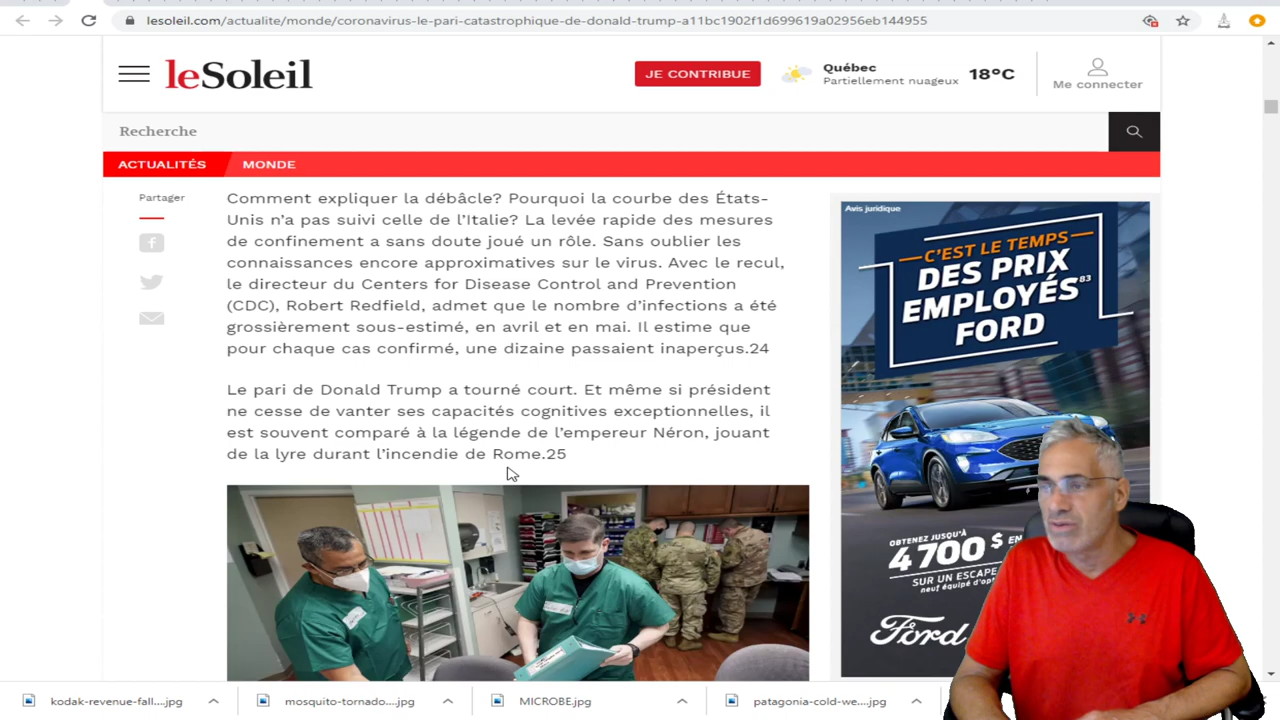 lesoleil.com/actualite/monde/coronavirus-le-pari-catastrophique-de-donald-trump-a11bc1902f1d699619a02956eb144955
leSoleil
JE CONTRIBUE
Québec
Partiellement nuageux
18°C
Me connecter
Recherche
ACTUALITÉS
MONDE
Partager
Comment expliquer la débâcle? Pourquoi la courbe des États-
Unis n’a pas suivi celle de l’Italie? La levée rapide des mesures
de confinement a sans doute joué un rôle. Sans oublier les
connaissances encore approximatives sur le virus. Avec le recul,
le directeur du Centers for Disease Control and Prevention
(CDC), Robert Redfield, admet que le nombre d’infections a été
grossièrement sous-estimé, en avril et en mai. Il estime que
pour chaque cas confirmé, une dizaine passaient inaperçus.24
Le pari de Donald Trump a tourné court. Et même si président
ne cesse de vanter ses capacités cognitives exceptionnelles, il
est souvent comparé à la légende de l’empereur Néron, jouant
de la lyre durant l’incendie de Rome.25
Avis juridique
C'EST LE TEMPS
DES PRIX
EMPLOYÉS83
FORD
OBTENEZ JUSQU'À
4 700 $ EN
SUR UN ESCAPE
neuf équipé d'op
Ford
kodak-revenue-fall....jpg
mosquito-tornado....jpg
MICROBE.jpg
patagonia-cold-we....jpg